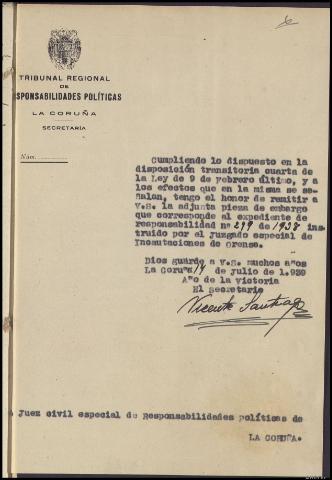 TRIBUNAL REGIONAL
DE
SPONSABILIDADES POLÍTICAS
LA CORUÑA
SECRETARÍA
Núm.
Cumpliendo lo dispuesto en la
disposición transitoria cuarta de
la Ley de 9 de Febrero último, y a
los efectos que en la misma se se-
ñalan, tengo el honor de remitir a
V.S. la adjunta pieza de embargo
que corresponde al expediente de
responsabilidad nº 279 de 1938 ins
truido por el Juzgado especial de
Incautaciones de Orense.
Dios guarde a V.S. muchos años
La Coruña 14 de julio de 1.939
Año de la Victoria
El secretario
Vicente Santiago
Juez civil especial de Responsabilidades políticas de
LA CORUÑA.